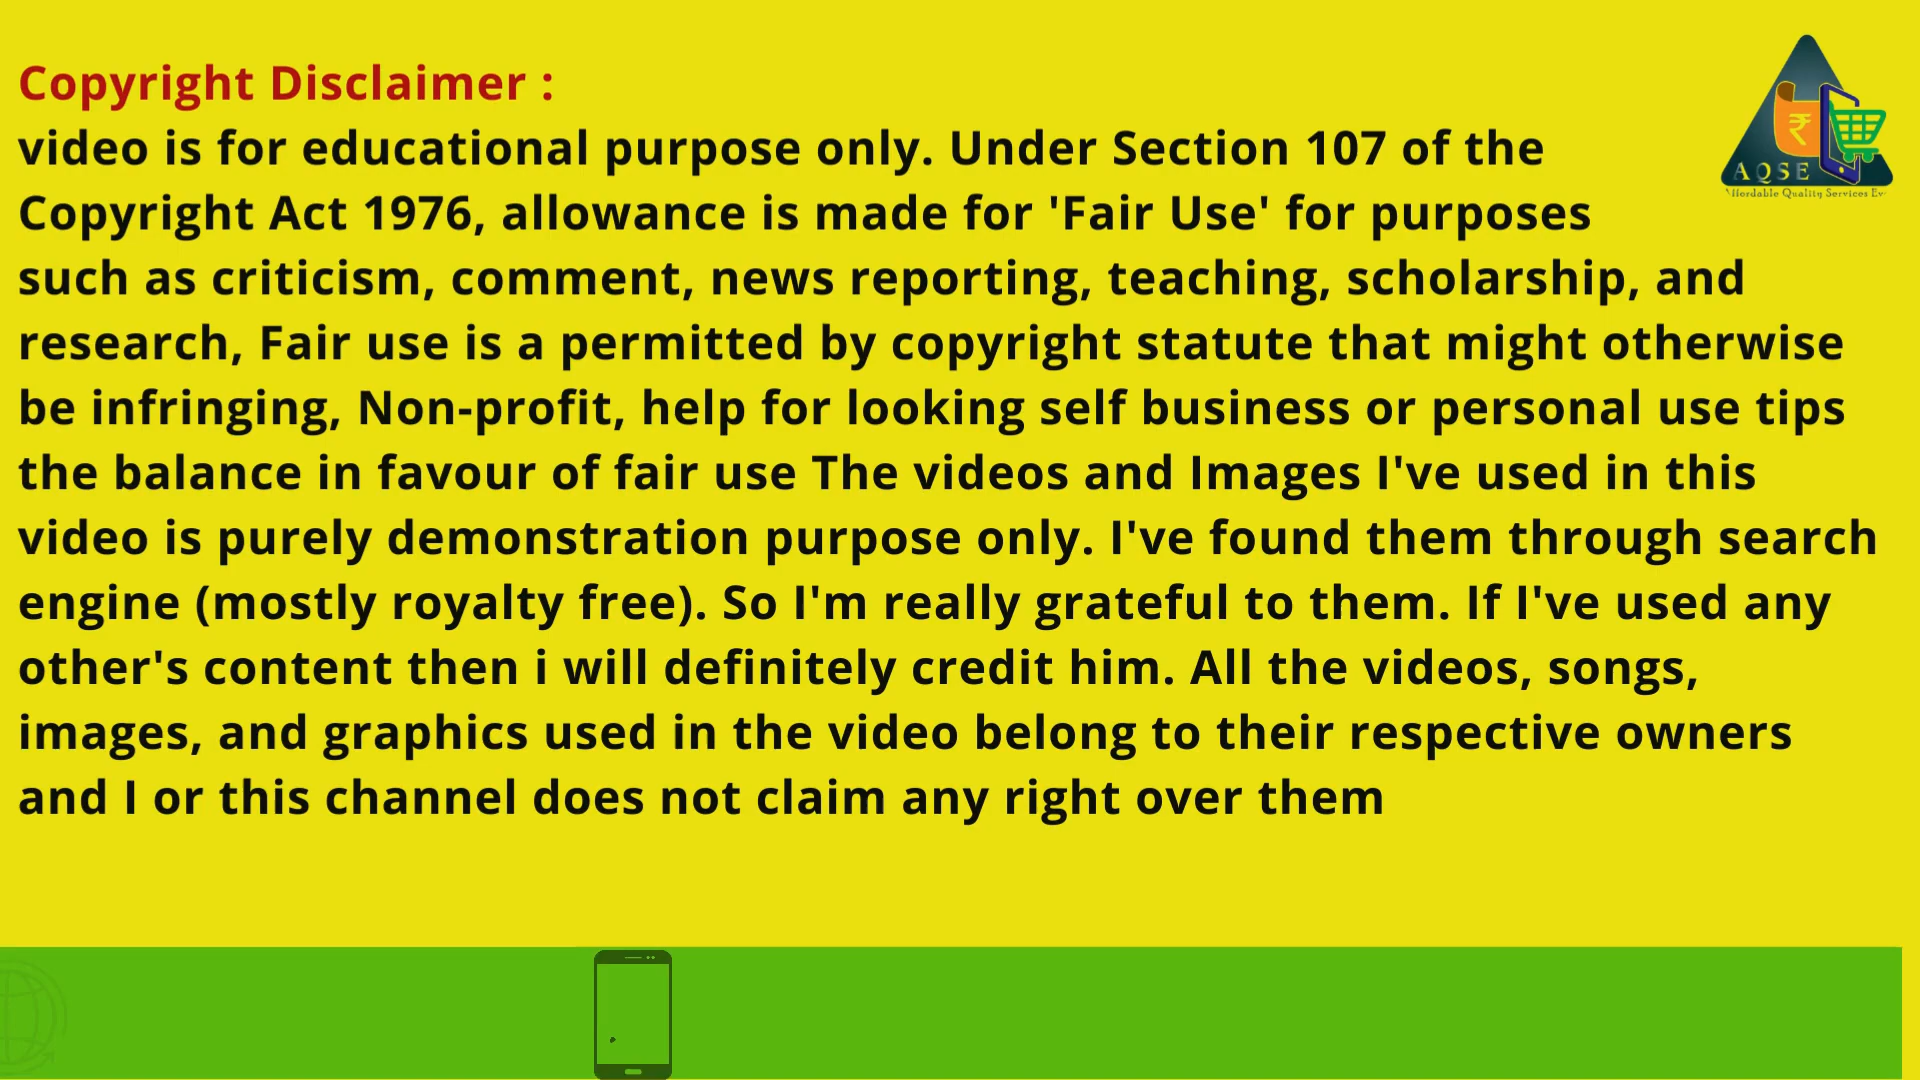 Copyright Disclaimer :
video is for educational purpose only. Under Section 107 of the
Copyright Act 1976, allowance is made for 'Fair Use' for purposes
such as criticism, comment, news reporting, teaching, scholarship, and
research, Fair use is a permitted by copyright statute that might otherwise
be infringing, Non-profit, help for looking self business or personal use tips
the balance in favour of fair use The videos and Images I've used in this
video is purely demonstration purpose only. I've found them through search
engine (mostly royalty free). So I'm really grateful to them. If I've used any
other's content then i will definitely credit him. All the videos, songs,
images, and graphics used in the video belong to their respective owners
and I or this channel does not claim any right over them
₹
AQSE
Quality Services